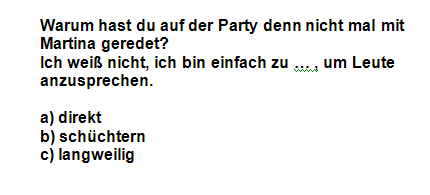 Warum hast du auf der Party denn nicht mal mit
Martina geredet?
Ich weiß nicht, ich bin einfach zu ... , um Leute
anzusprechen.
a) direkt
b) schüchtern
c) langweilig